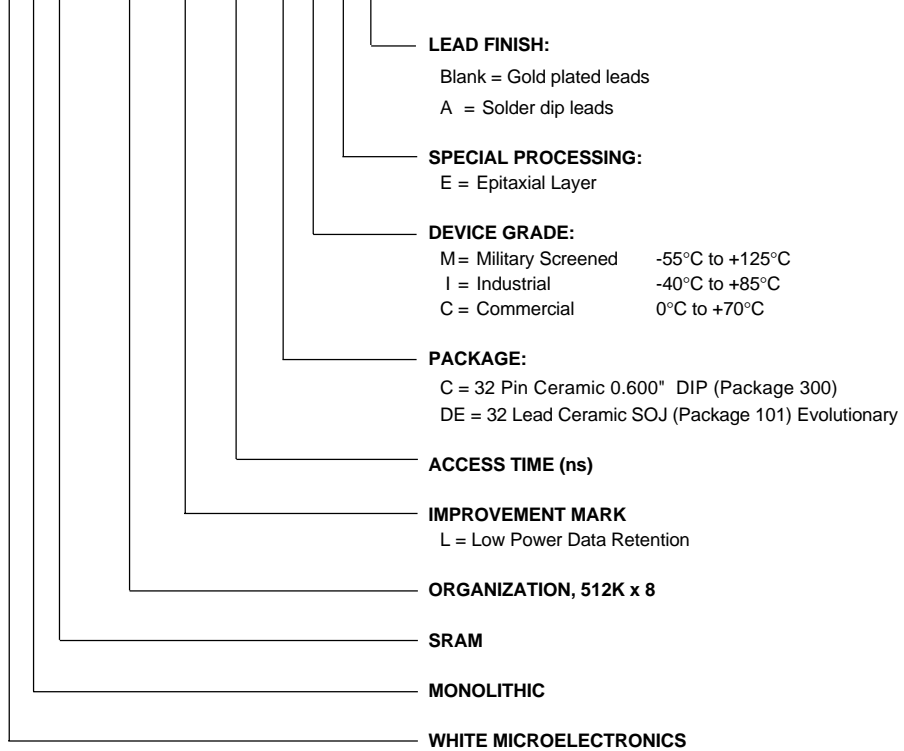 LEAD FINISH:
Blank = Gold plated leads
A = Solder dip leads
SPECIAL PROCESSING:
E = Epitaxial Layer
DEVICE GRADE:
M = Military Screened -55°C to +125°C
I = Industrial -40°C to +85°C
C = Commercial 0°C to +70°C
PACKAGE:
C = 32 Pin Ceramic 0.600" DIP (Package 300)
DE = 32 Lead Ceramic SOJ (Package 101) Evolutionary
ACCESS TIME (ns)
IMPROVEMENT MARK
L = Low Power Data Retention
ORGANIZATION, 512K x 8
SRAM
MONOLITHIC
WHITE MICROELECTRONICS